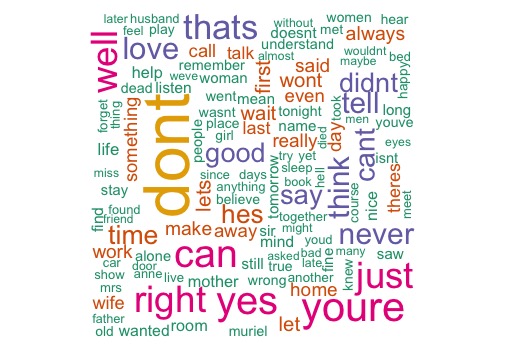 later husband women hear
feel play thats without met always
doesnt
well love call talk understand
almost wouldnt
remember first said maybe bed
help weve woman wont didnt happy
dead listen even
forget thing something dont went mean tell took long
wasnt wait tonight men youve
people place last name day
girl really died cant eyes
life good try yet think isnt
miss since days tomorrow sleep hell theres
stay lets anything book say course nice meet
believe
find found hes together
friend
time make away sir might never
work mind youd
alone can still asked bad many saw
car door true late fine knew just
show anne live mother wrong another
mrs home
wife right yes youre
father let
old wanted room muriel